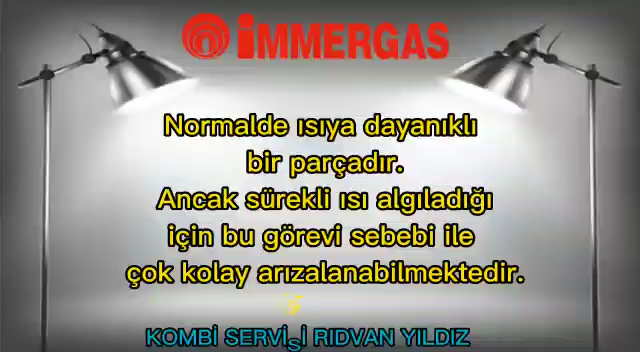 İMMERGAS
Normalde ısıya dayanıklı
bir parçadır.
Ancak sürekli ısı algıladığı
için bu görevi sebebi ile
çok kolay arızalanabilmektedir.
KOMBİ SERVİSİ RIDVAN YILDIZ